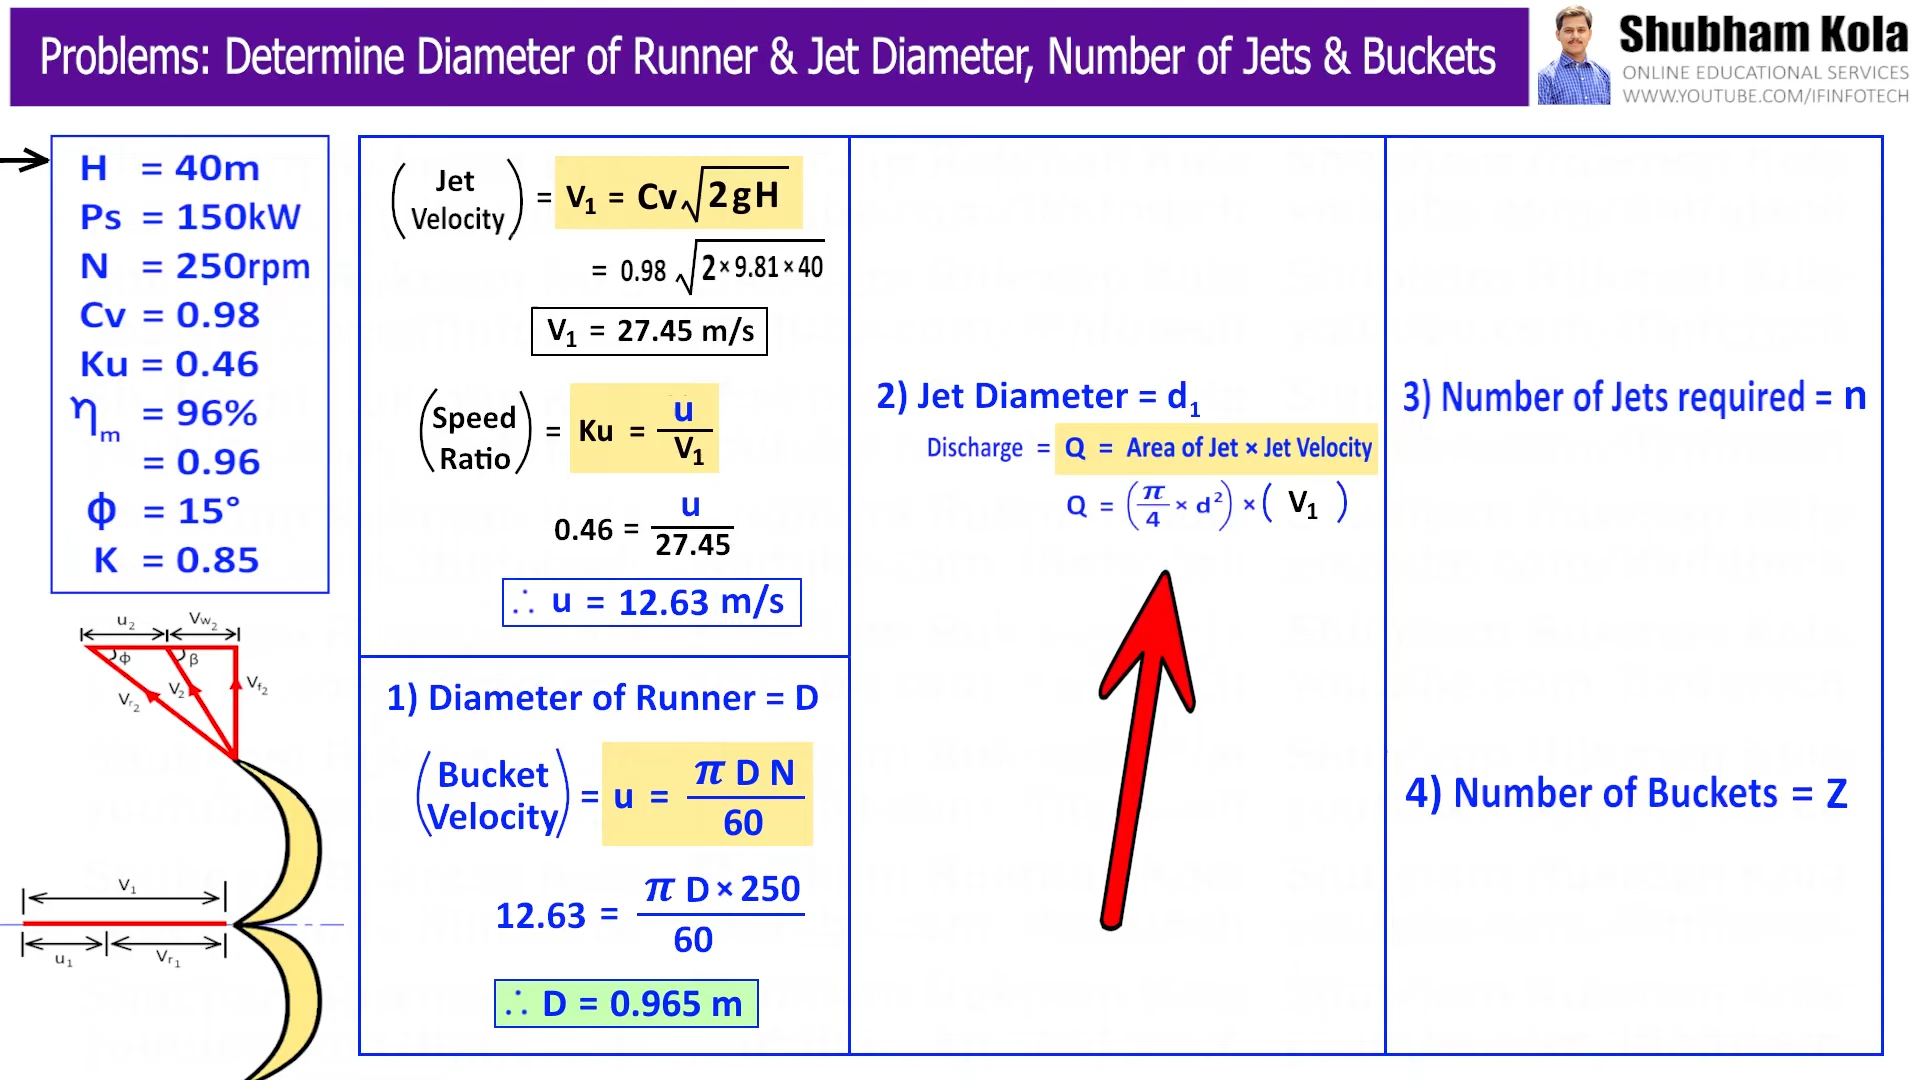 Problems: Determine Diameter of Runner & Jet Diameter, Number of Jets & Buckets
Shubham Kola
ONLINE EDUCATIONAL SERVICES
WWW.YOUTUBE.COM/IFINFOTECH
H = 40m
Ps = 150kW
N = 250rpm
Cv = 0.98
Ku = 0.46
ηm = 96%
= 0.96
ϕ = 15°
K = 0.85
u2 Vw2
ϕ β
Vr2 V2 Vf2
V1
u1 Vr1
(Jet Velocity) = V1 = Cv√2gH
= 0.98 √2×9.81×40
V1 = 27.45 m/s
(Speed Ratio) = Ku = u/V1
0.46 = u/27.45
∴ u = 12.63 m/s
1) Diameter of Runner = D
(Bucket Velocity) = u = π D N/60
12.63 = π D×250/60
∴ D = 0.965 m
2) Jet Diameter = d1
Discharge = Q = Area of Jet × Jet Velocity
Q = (π/4 × d²) × ( V1 )
3) Number of Jets required = n
4) Number of Buckets = Z